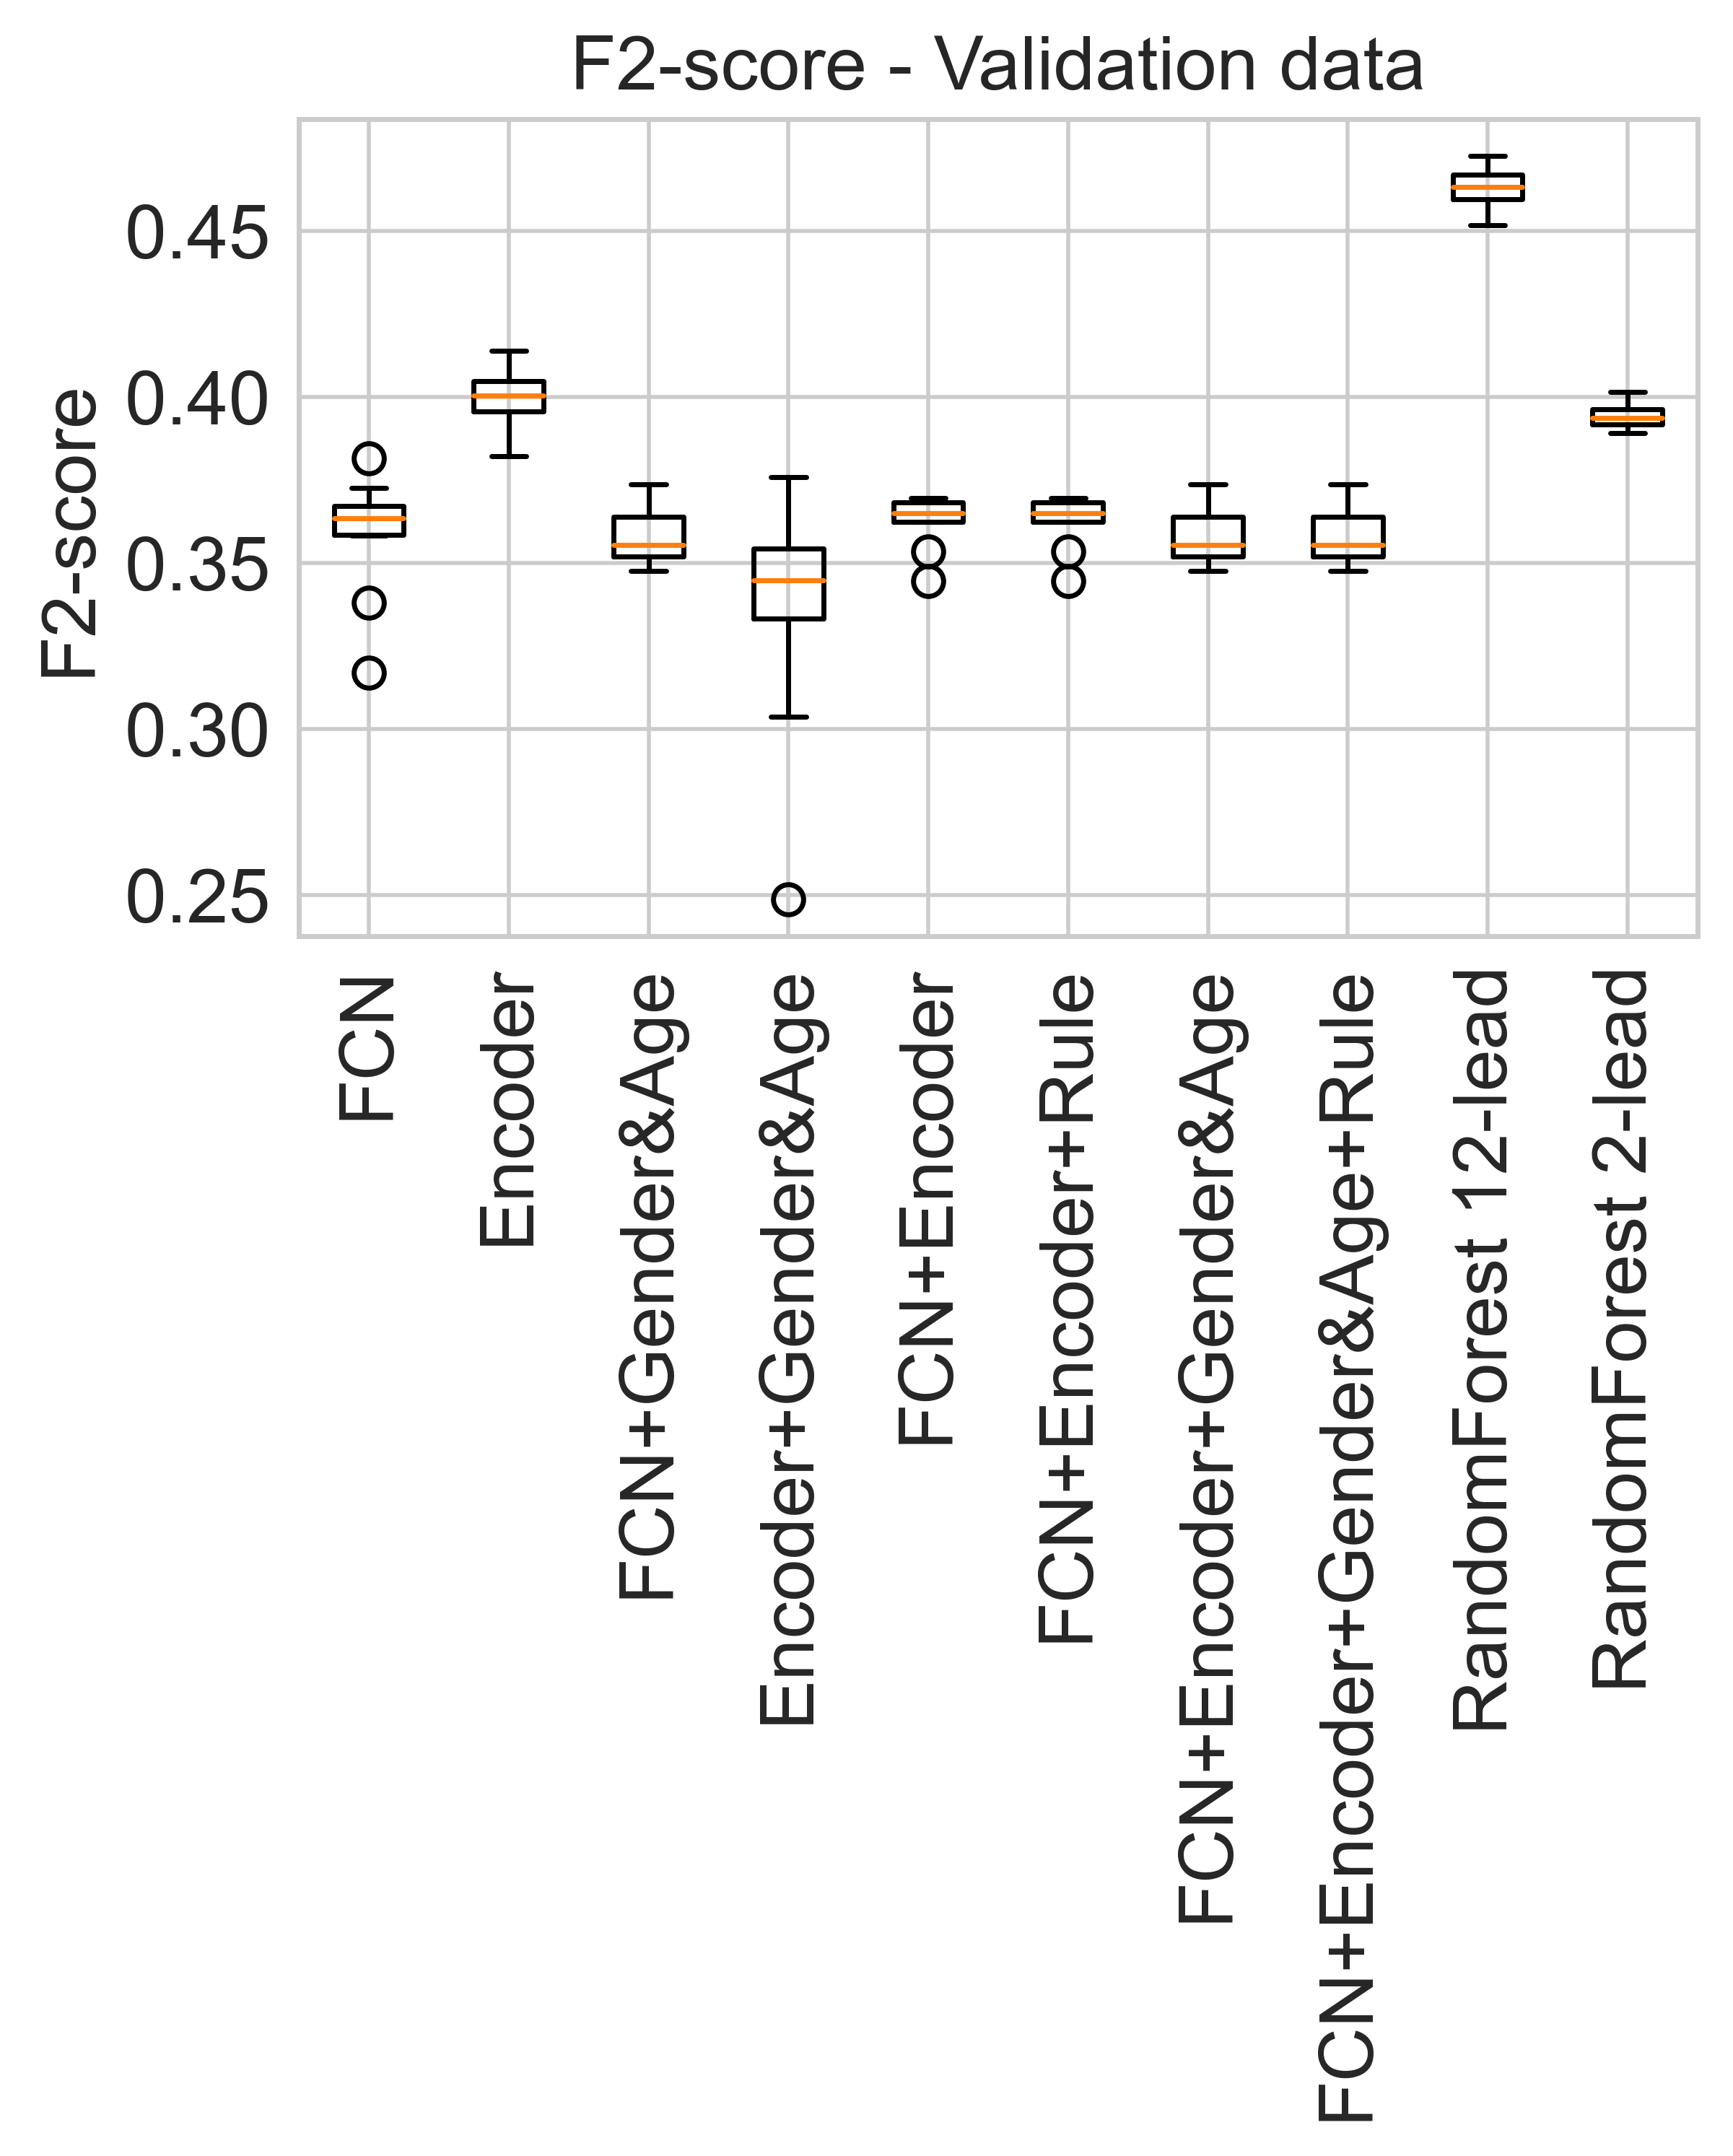 F2-score - Validation data
F2-score
0.45
0.40
0.35
0.30
0.25
FCN
Encoder
FCN+Gender&Age
Encoder+Gender&Age
FCN+Encoder
FCN+Encoder+Rule
FCN+Encoder+Gender&Age
FCN+Encoder+Gender&Age+Rule
RandomForest 12-lead
RandomForest 2-lead